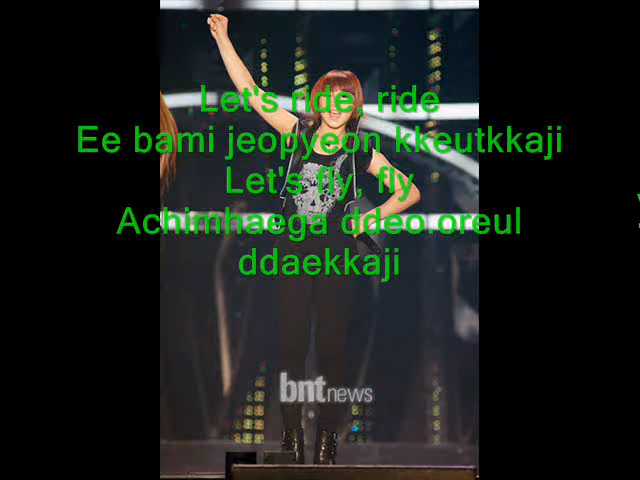 Let's ride, ride
Ee bami jeopyeon kkeutkkaji
Let's fly, fly
Achimhaega ddeo.oreul
ddaekkaji
bntnews